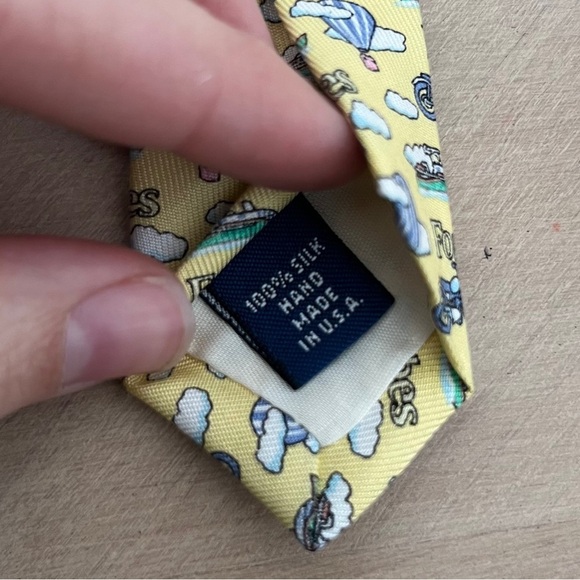 100% SILK
HAND
MADE
IN U.S.A.